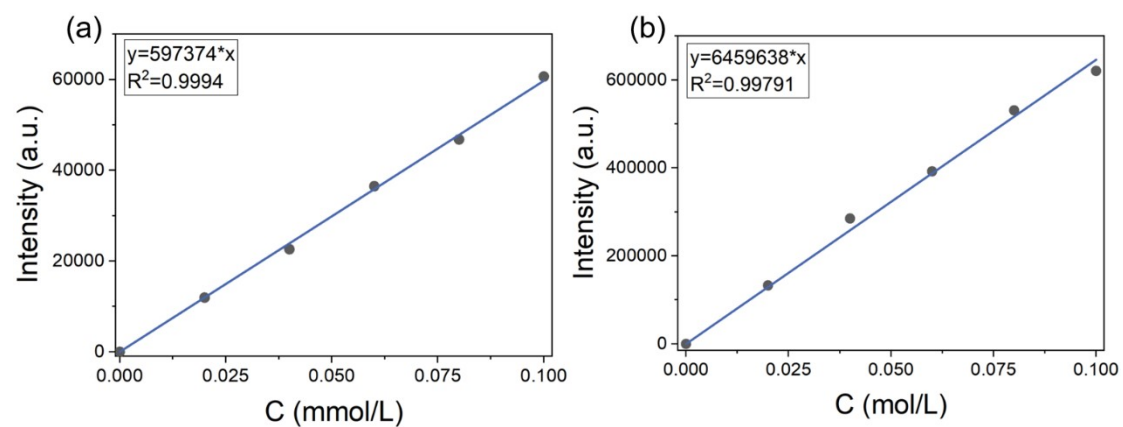 (a)
y=597374*x
R²=0.9994
60000
40000
20000
0
Intensity (a.u.)
0.000 0.025 0.050 0.075 0.100
C (mmol/L)
(b)
y=6459638*x
R²=0.99791
600000
400000
200000
0
Intensity (a.u.)
0.000 0.025 0.050 0.075 0.100
C (mol/L)